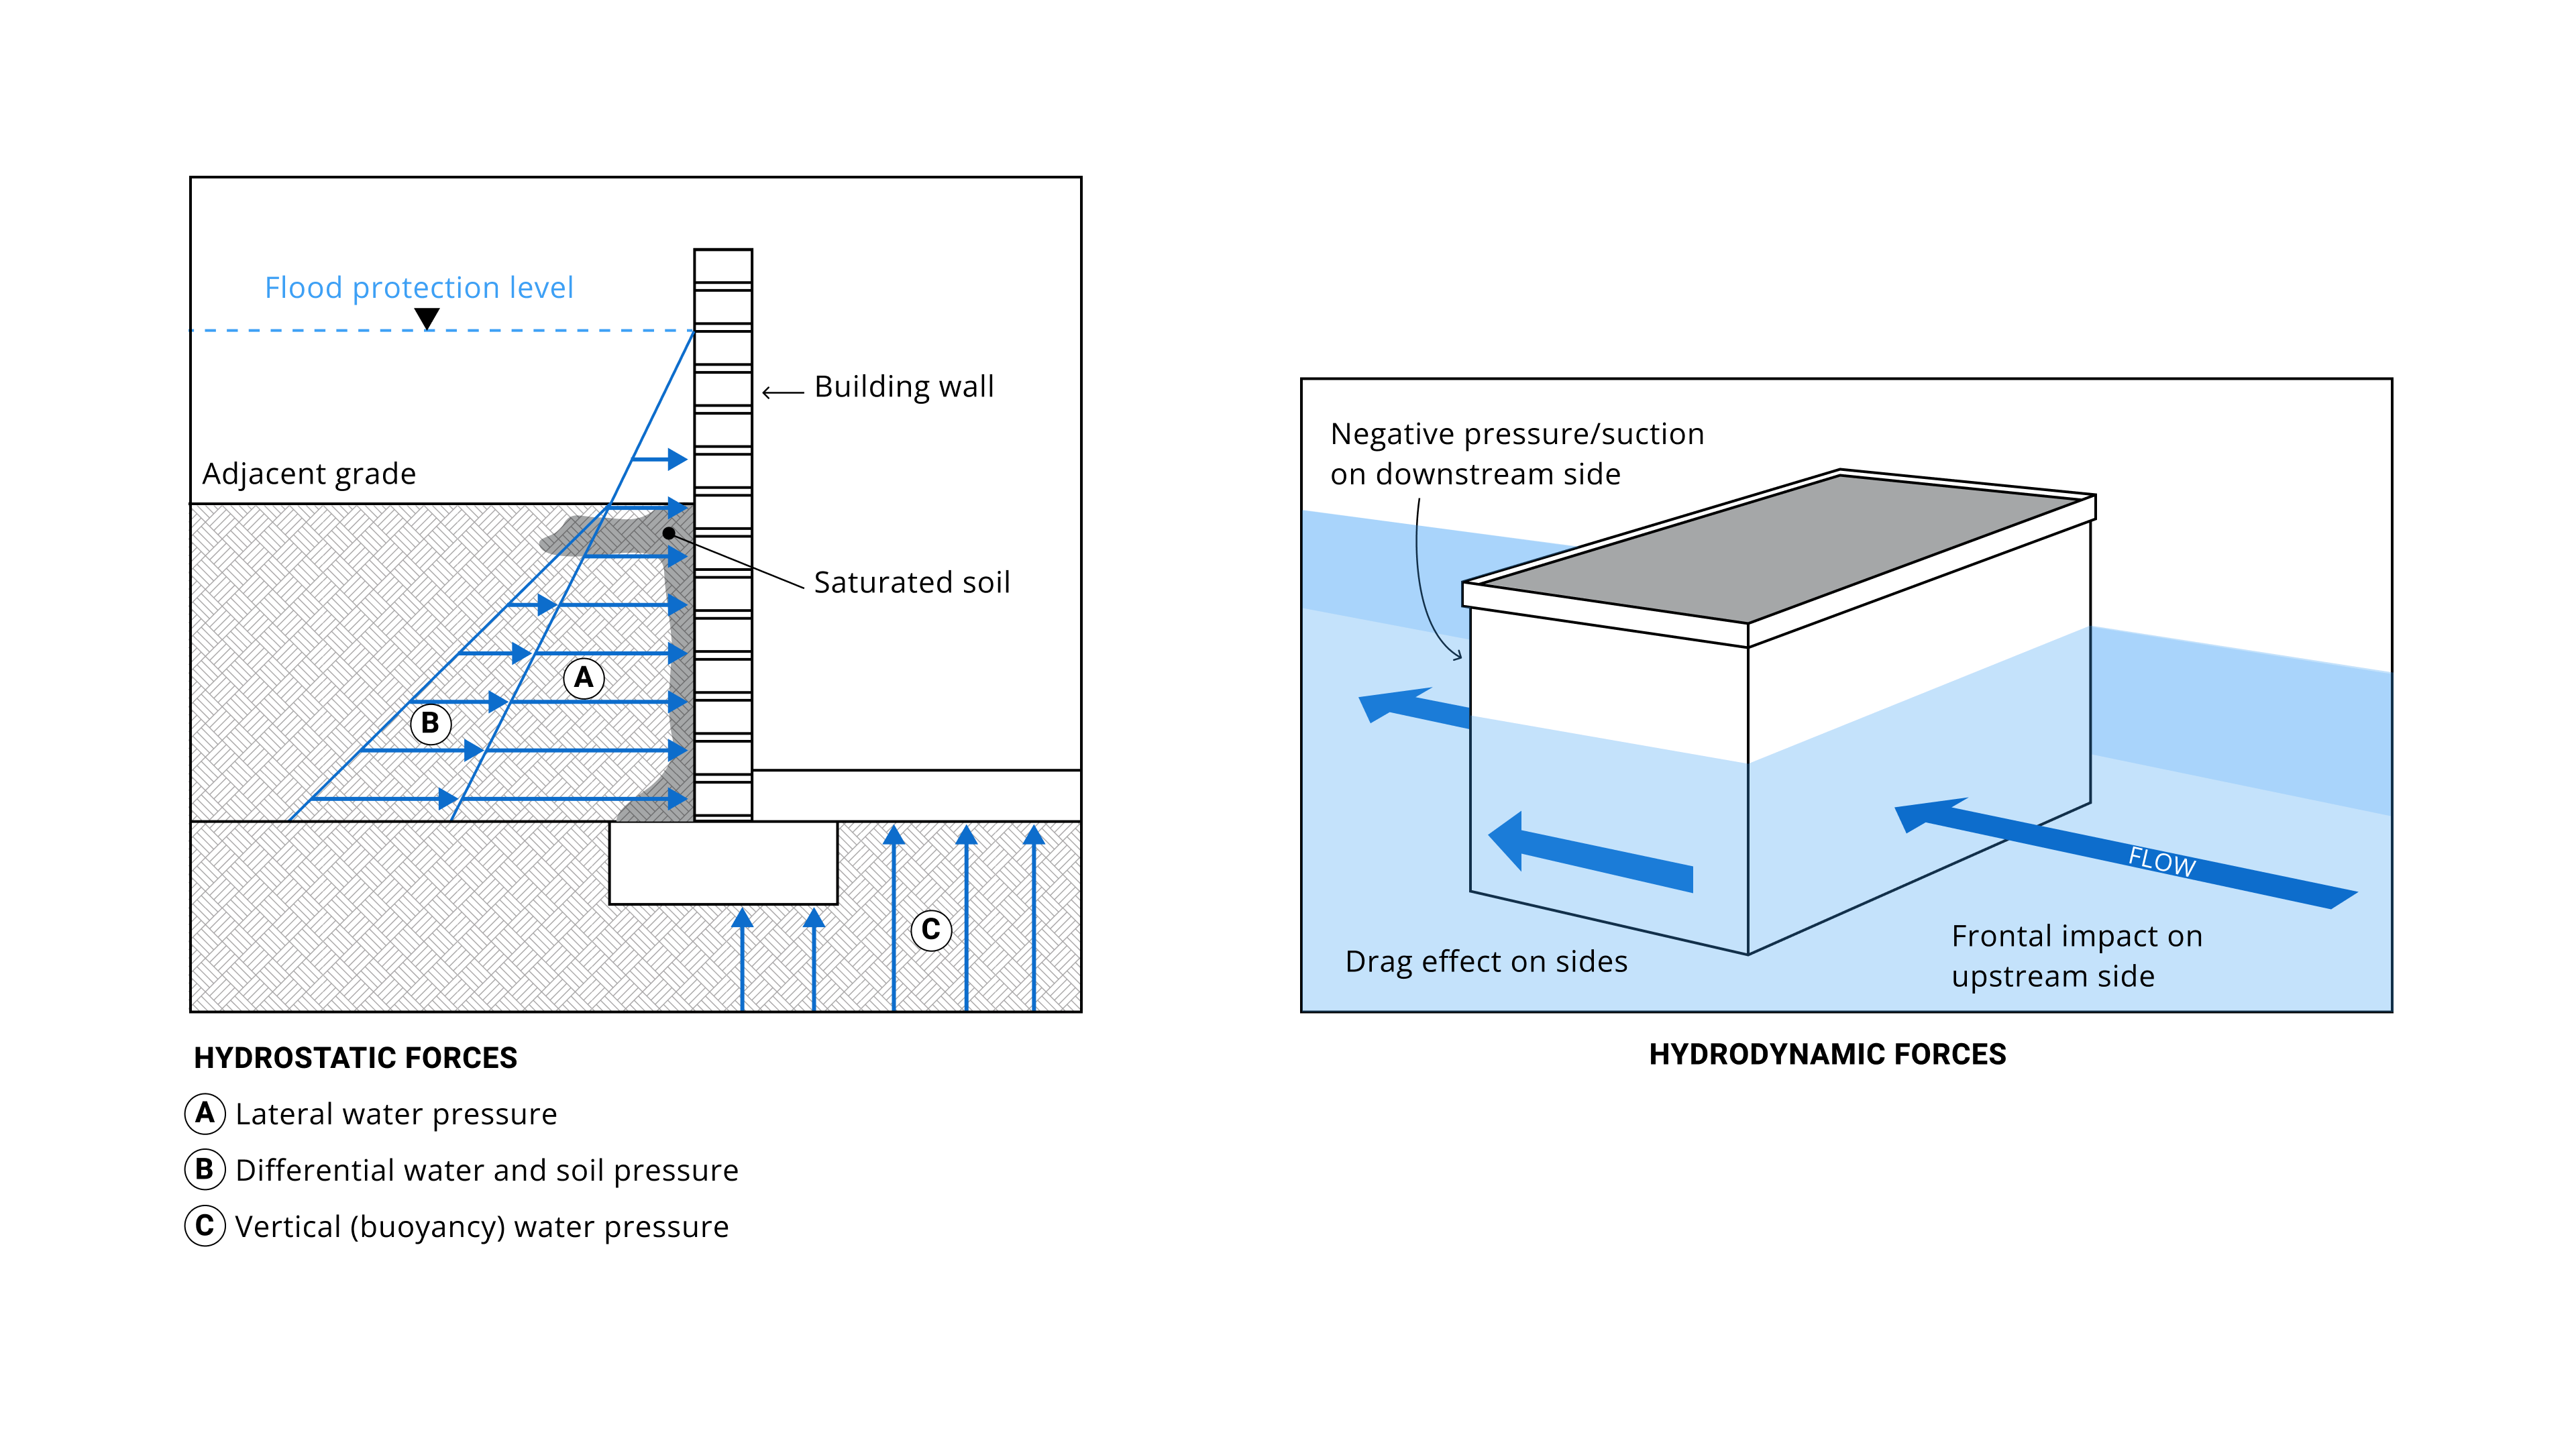 Flood protection level
Building wall
Adjacent grade
Saturated soil
A
B
C
HYDROSTATIC FORCES
A Lateral water pressure
B Differential water and soil pressure
C Vertical (buoyancy) water pressure
Negative pressure/suction
on downstream side
FLOW
Frontal impact on
upstream side
Drag effect on sides
HYDRODYNAMIC FORCES